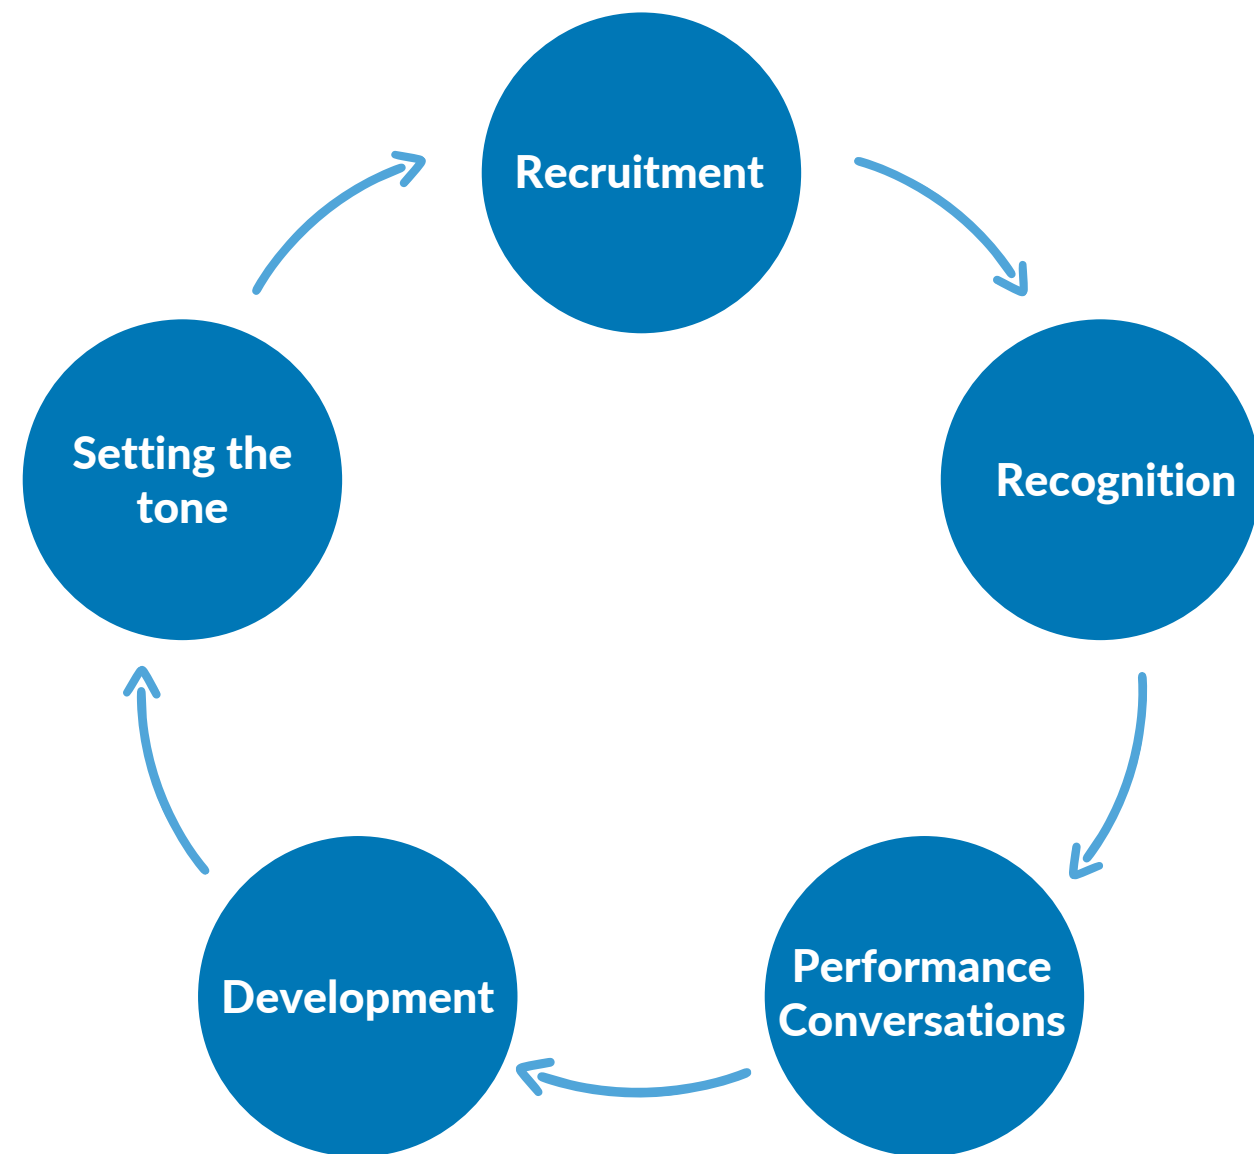 Recruitment
Recognition
Performance
Conversations
Development
Setting the
tone